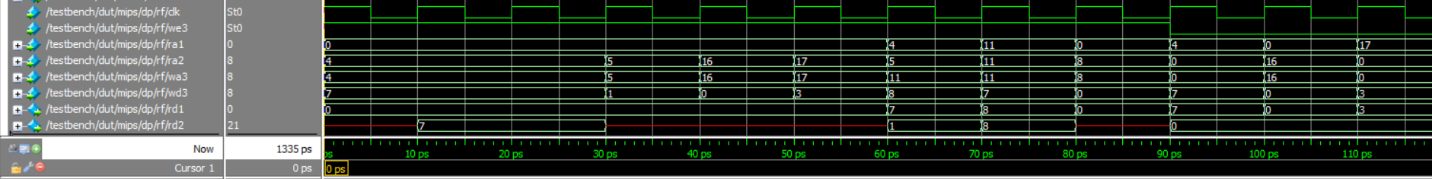 /testbench/dut/mips/dp/rf/clk St0
/testbench/dut/mips/dp/rf/we3 St0
/testbench/dut/mips/dp/rf/ra1 0 0 4 11 0 4 0 17
/testbench/dut/mips/dp/rf/ra2 8 4 5 16 17 5 11 8 0 16 0
/testbench/dut/mips/dp/rf/wa3 8 4 5 16 17 11 11 8 0 16 0
/testbench/dut/mips/dp/rf/wd3 8 7 1 0 3 8 7 0 7 0 3
/testbench/dut/mips/dp/rf/rd1 0 0 7 8 0 7 0 3
/testbench/dut/mips/dp/rf/rd2 21 7 1 8 0
Now 1335 ps ps 10 ps 20 ps 30 ps 40 ps 50 ps 60 ps 70 ps 80 ps 90 ps 100 ps 110 ps
Cursor 1 0 ps 0 ps